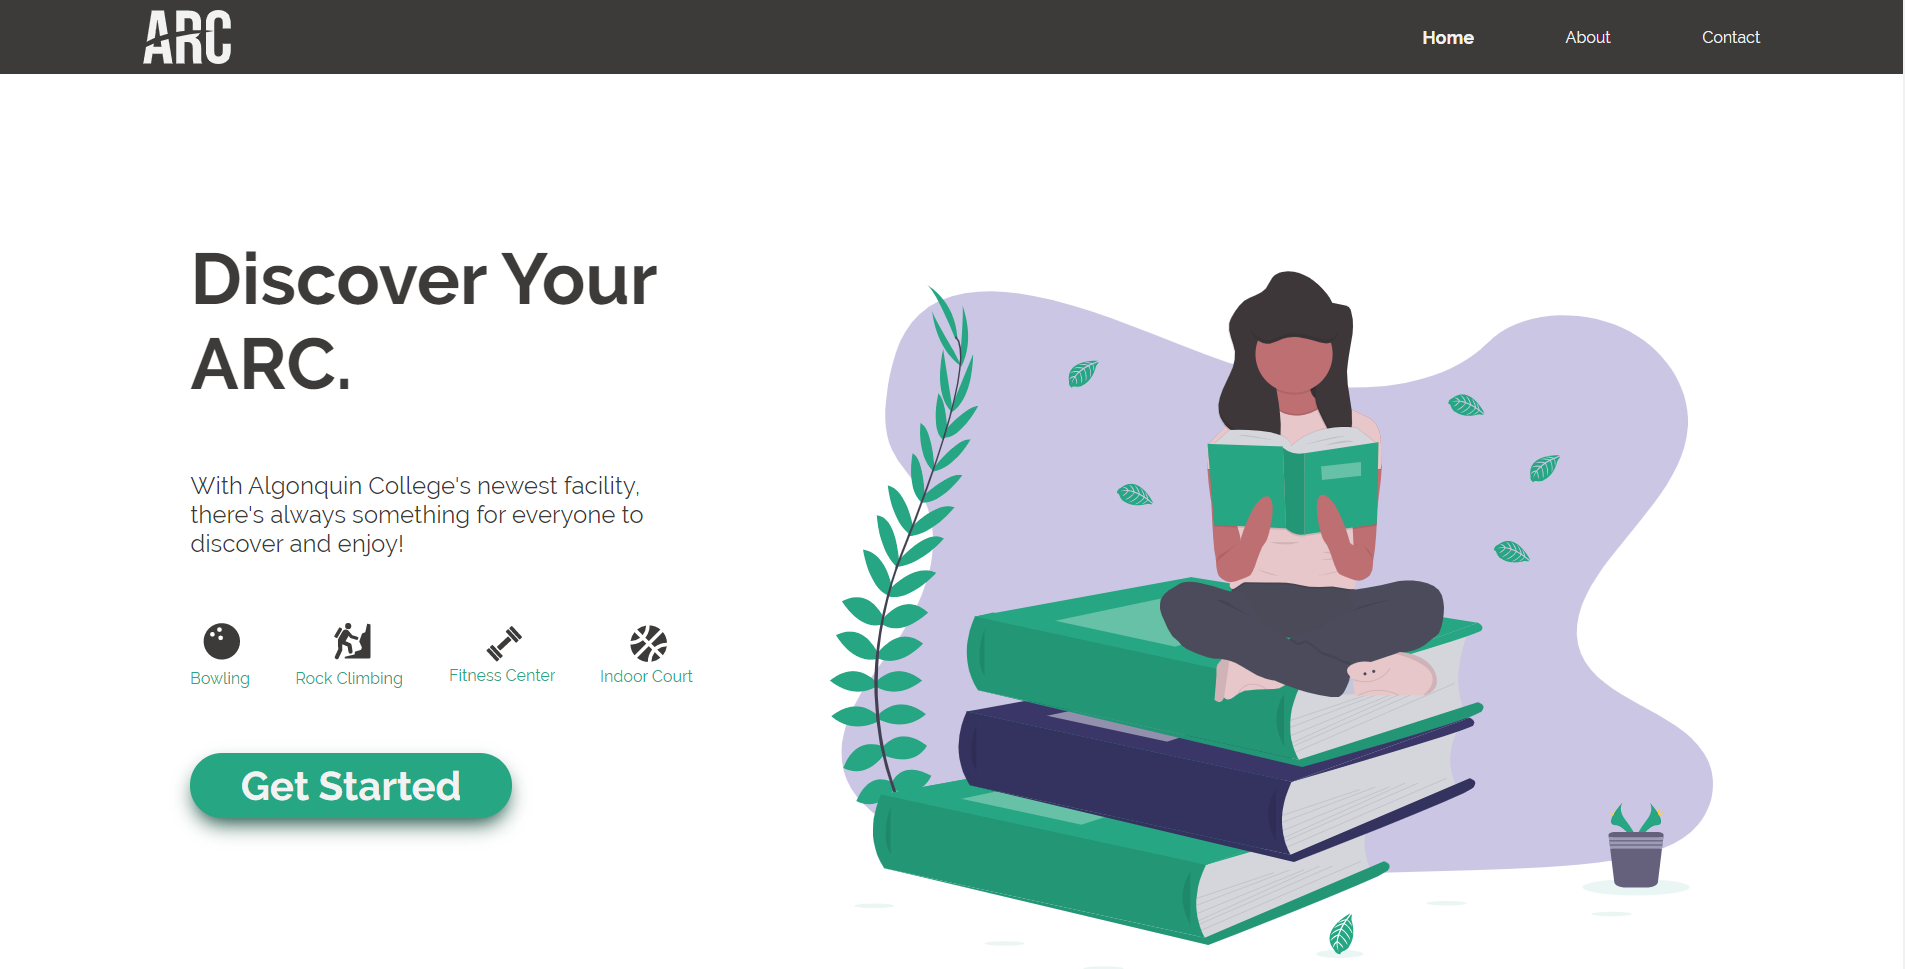 ARC
Home
About
Contact
Discover Your
ARC.
With Algonquin College's newest facility,
there's always something for everyone to
discover and enjoy!
Bowling
Rock Climbing
Fitness Center
Indoor Court
Get Started